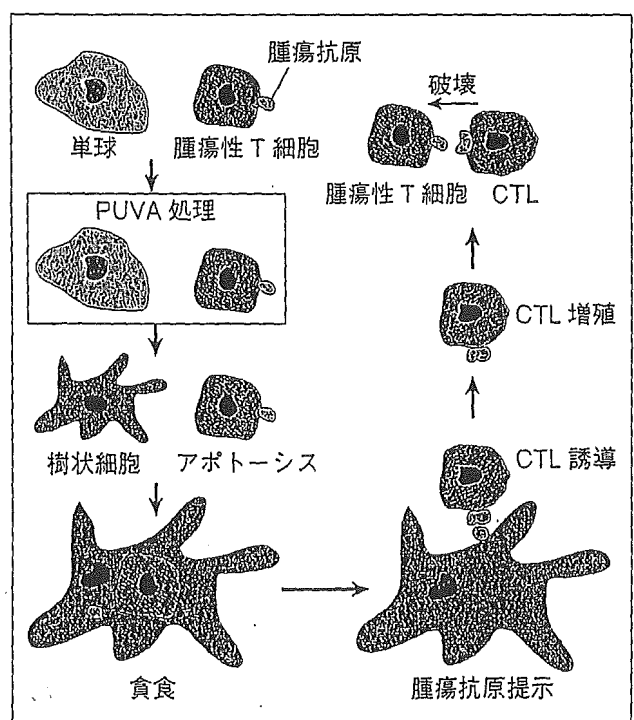 腫瘍抗原
単球
腫瘍性T細胞
PUVA処理
樹状細胞
アポトーシス
貪食
腫瘍抗原提示
CTL誘導
CTL増殖
破壊
腫瘍性T細胞 CTL